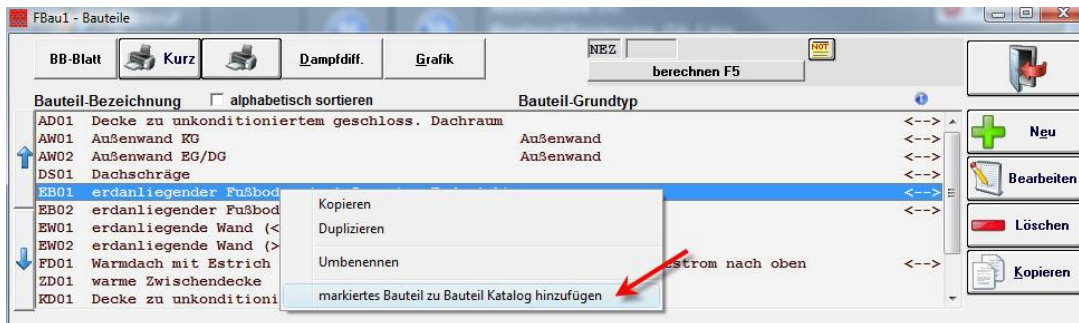 FBau1 - Bauteile
BB-Blatt Kurz Dampfdiff. Grafik NEZ NOT
berechnen F5
Bauteil-Bezeichnung alphabetisch sortieren Bauteil-Grundtyp
AD01 Decke zu unkonditioniertem geschloss. Dachraum <-->
AW01 Außenwand KG Außenwand <-->
AW02 Außenwand EG/DG Außenwand <-->
DS01 Dachschräge <-->
EB01 erdanliegender Fußbod <-->
EB02 erdanliegender Fußbod <-->
EW01 erdanliegende Wand (<
EW02 erdanliegende Wand (>
FD01 Warmdach mit Estrich estrom nach oben <-->
ZD01 warme Zwischendecke
KD01 Decke zu unkonditioni
Kopieren
Duplizieren
Umbenennen
markiertes Bauteil zu Bauteil Katalog hinzufügen
Neu
Bearbeiten
Löschen
Kopieren